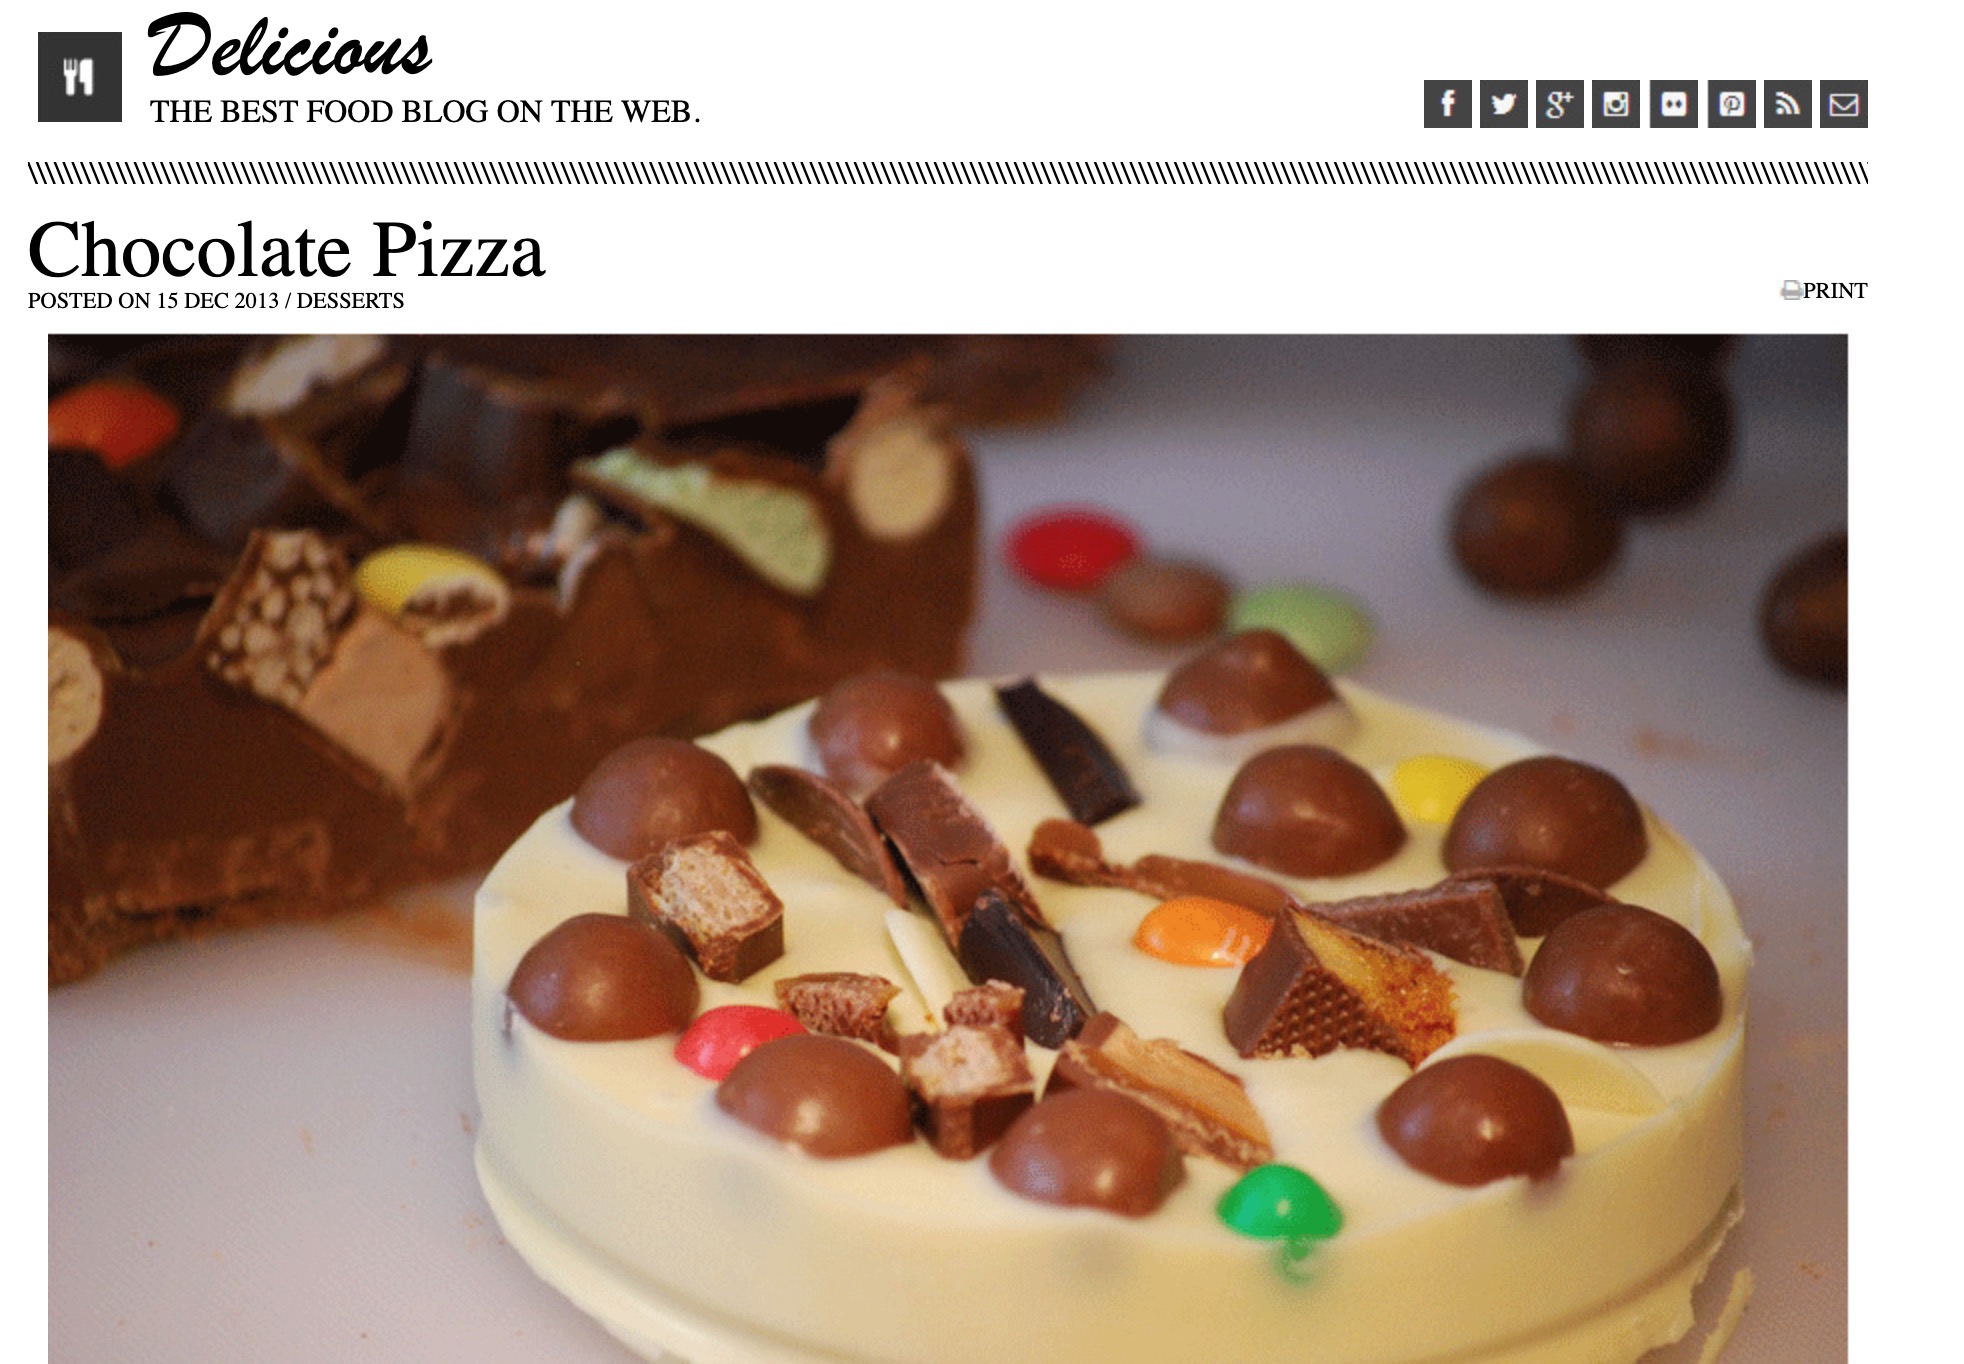 Delicious
THE BEST FOOD BLOG ON THE WEB.
Chocolate Pizza
POSTED ON 15 DEC 2013 / DESSERTS
PRINT